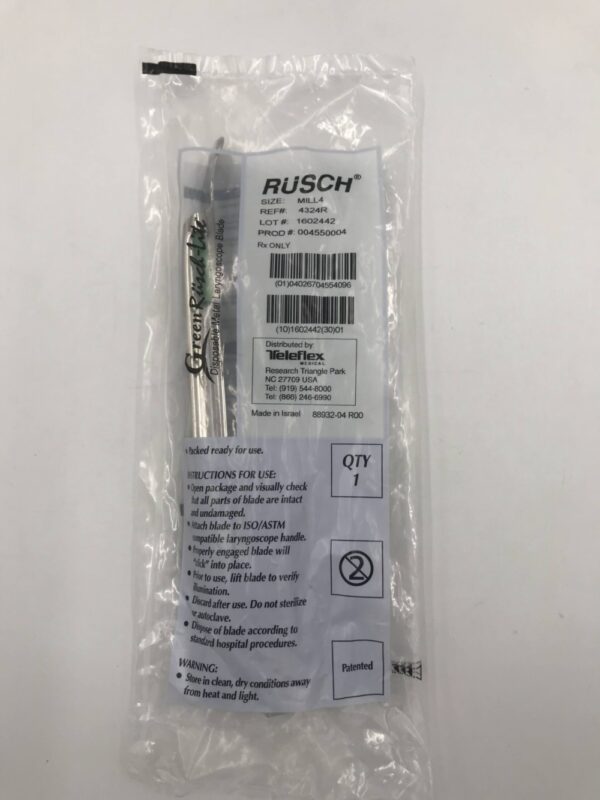 RÜSCH®
SIZE: MILL4
REF#: 4324R
LOT #: 1602442
PROD #: 004550004
Rx ONLY
(01)04026704554096
(10)1602442(30)01
Distributed by:
Teleflex
MEDICAL
Research Triangle Park
NC 27709 USA
Tel: (919) 544-8000
Tel: (866) 246-6990
Made in Israel 88932-04 R00
GreenRüsch-Lite
Disposable Metal Laryngoscope Blade
• Packed ready for use.
INSTRUCTIONS FOR USE:
• Open package and visually check
that all parts of blade are intact
and undamaged.
• Attach blade to ISO/ASTM
compatible laryngoscope handle.
• Properly engaged blade will
"click" into place.
• Prior to use, lift blade to verify
illumination.
• Discard after use. Do not sterilize
or autoclave.
• Dispose of blade according to
standard hospital procedures.
WARNING:
• Store in clean, dry conditions away
from heat and light.
QTY
1
2
Patented